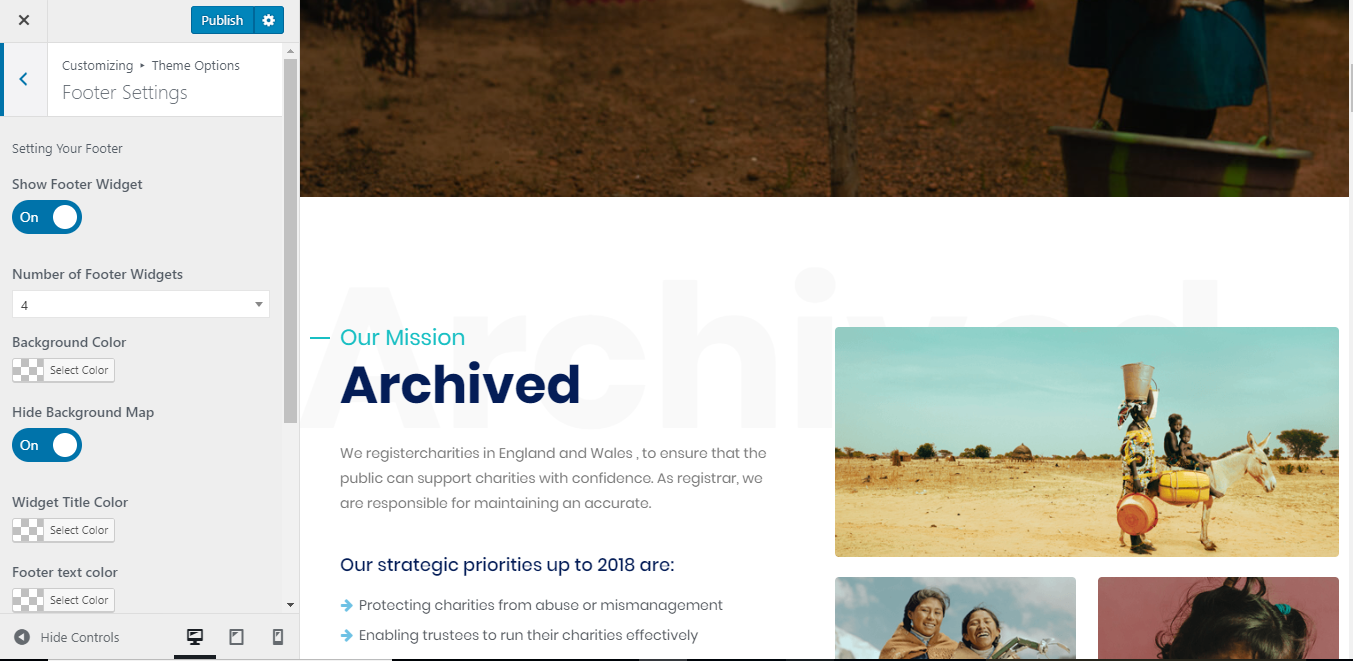 Publish
Customizing ▸ Theme Options
Footer Settings
Setting Your Footer
Show Footer Widget
On
Number of Footer Widgets
4
Background Color
Select Color
Hide Background Map
On
Widget Title Color
Select Color
Footer text color
Select Color
Hide Controls
Archived
Our Mission
Archived
We registercharities in England and Wales , to ensure that the
public can support charities with confidence. As registrar, we
are responsible for maintaining an accurate.
Our strategic priorities up to 2018 are:
Protecting charities from abuse or mismanagement
Enabling trustees to run their charities effectively